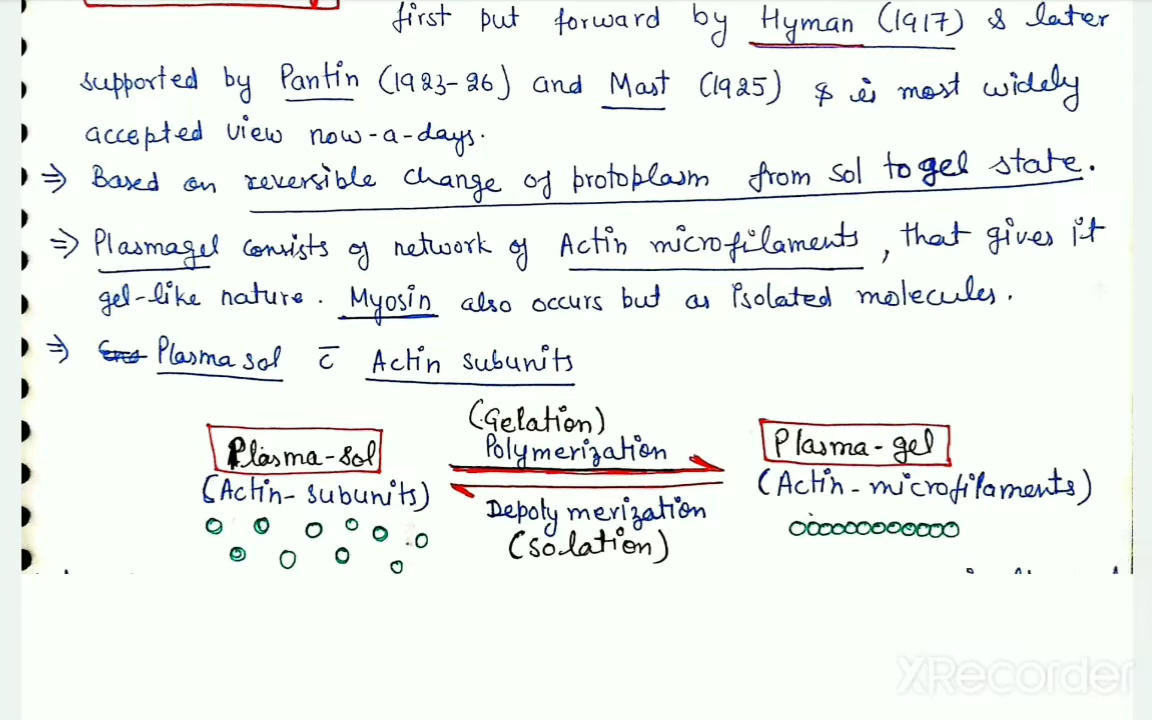 first put forward by Hyman (1917) & later
supported by Pantin (1923-26) and Mast (1925) & is most widely
accepted view now-a-days.
⇒ Based on reversible change of protoplasm from sol to gel state.
⇒ Plasmagel consists of network of Actin microfilaments, that gives it
gel-like nature. Myosin also occurs but as isolated molecules.
⇒ Plasma sol c̄ Actin subunits
(Gelation)
Polymerization
Plasma-sol
Plasma-gel
(Actin-subunits)
(Actin-microfilaments)
Depolymerization
(Solation)
XRecorder